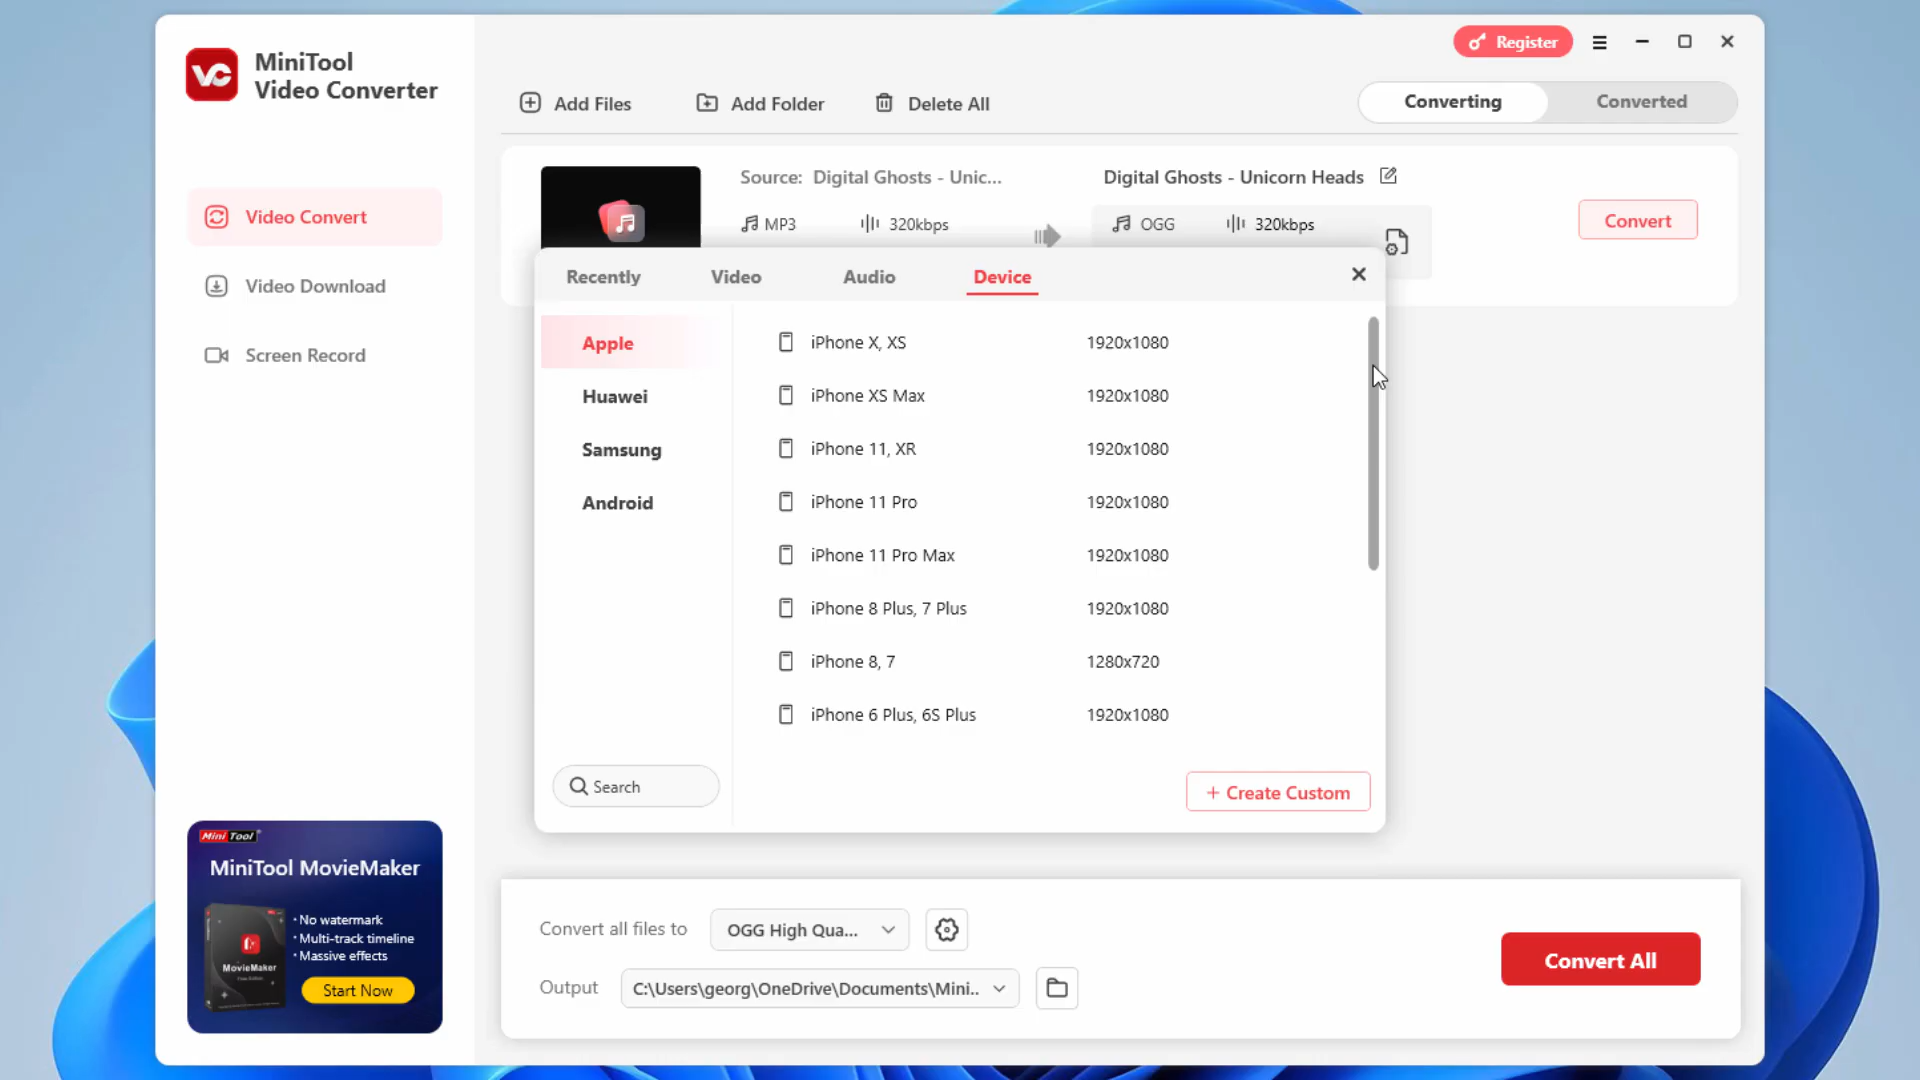 MiniTool
Video Converter
Register
Add Files
Add Folder
Delete All
Converting
Converted
Video Convert
Video Download
Screen Record
Source: Digital Ghosts - Unic...
MP3
320kbps
Digital Ghosts - Unicorn Heads
OGG
320kbps
Convert
Recently
Video
Audio
Device
Apple
Huawei
Samsung
Android
iPhone X, XS 1920x1080
iPhone XS Max 1920x1080
iPhone 11, XR 1920x1080
iPhone 11 Pro 1920x1080
iPhone 11 Pro Max 1920x1080
iPhone 8 Plus, 7 Plus 1920x1080
iPhone 8, 7 1280x720
iPhone 6 Plus, 6S Plus 1920x1080
Search
+ Create Custom
Mini Tool
MiniTool MovieMaker
• No watermark
• Multi-track timeline
• Massive effects
MovieMaker
Start Now
Convert all files to
OGG High Qua...
Output
C:\Users\georg\OneDrive\Documents\Mini..
Convert All